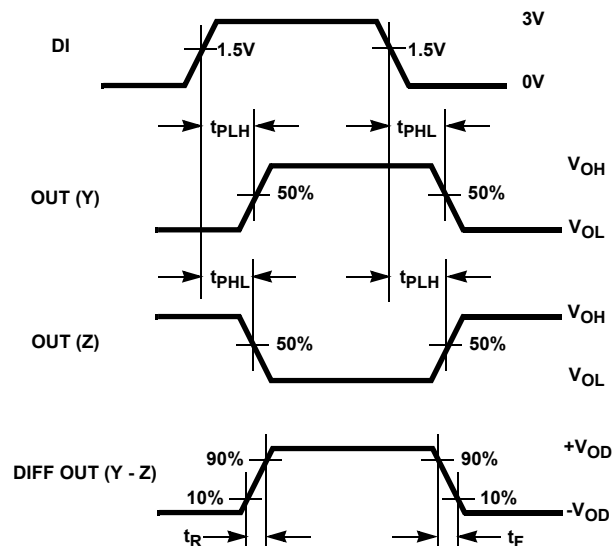 3V
DI
1.5V 1.5V
0V
tPLH tPHL
VOH
OUT (Y) 50% 50%
VOL
tPHL tPLH
VOH
OUT (Z) 50% 50%
VOL
+VOD
90% 90%
DIFF OUT (Y - Z)
10% 10%
-VOD
tR tF